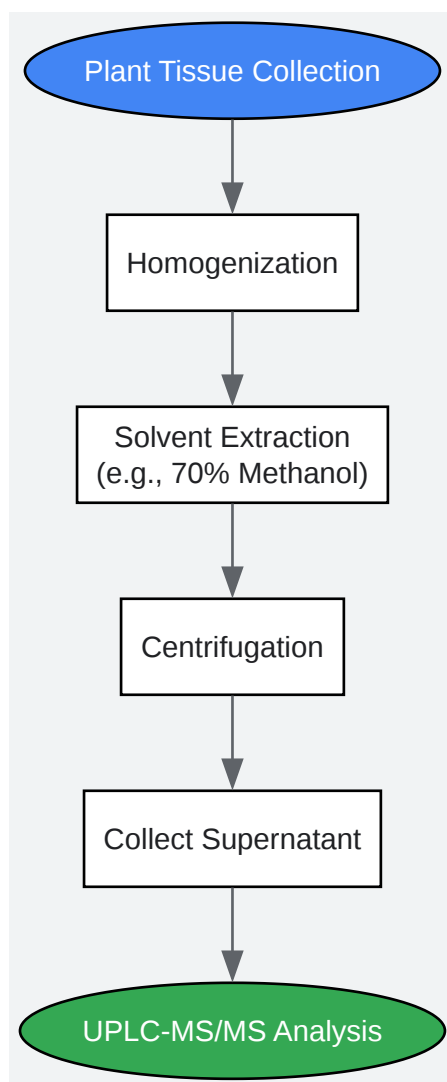 Plant Tissue Collection
Homogenization
Solvent Extraction
(e.g., 70% Methanol)
Centrifugation
Collect Supernatant
UPLC-MS/MS Analysis